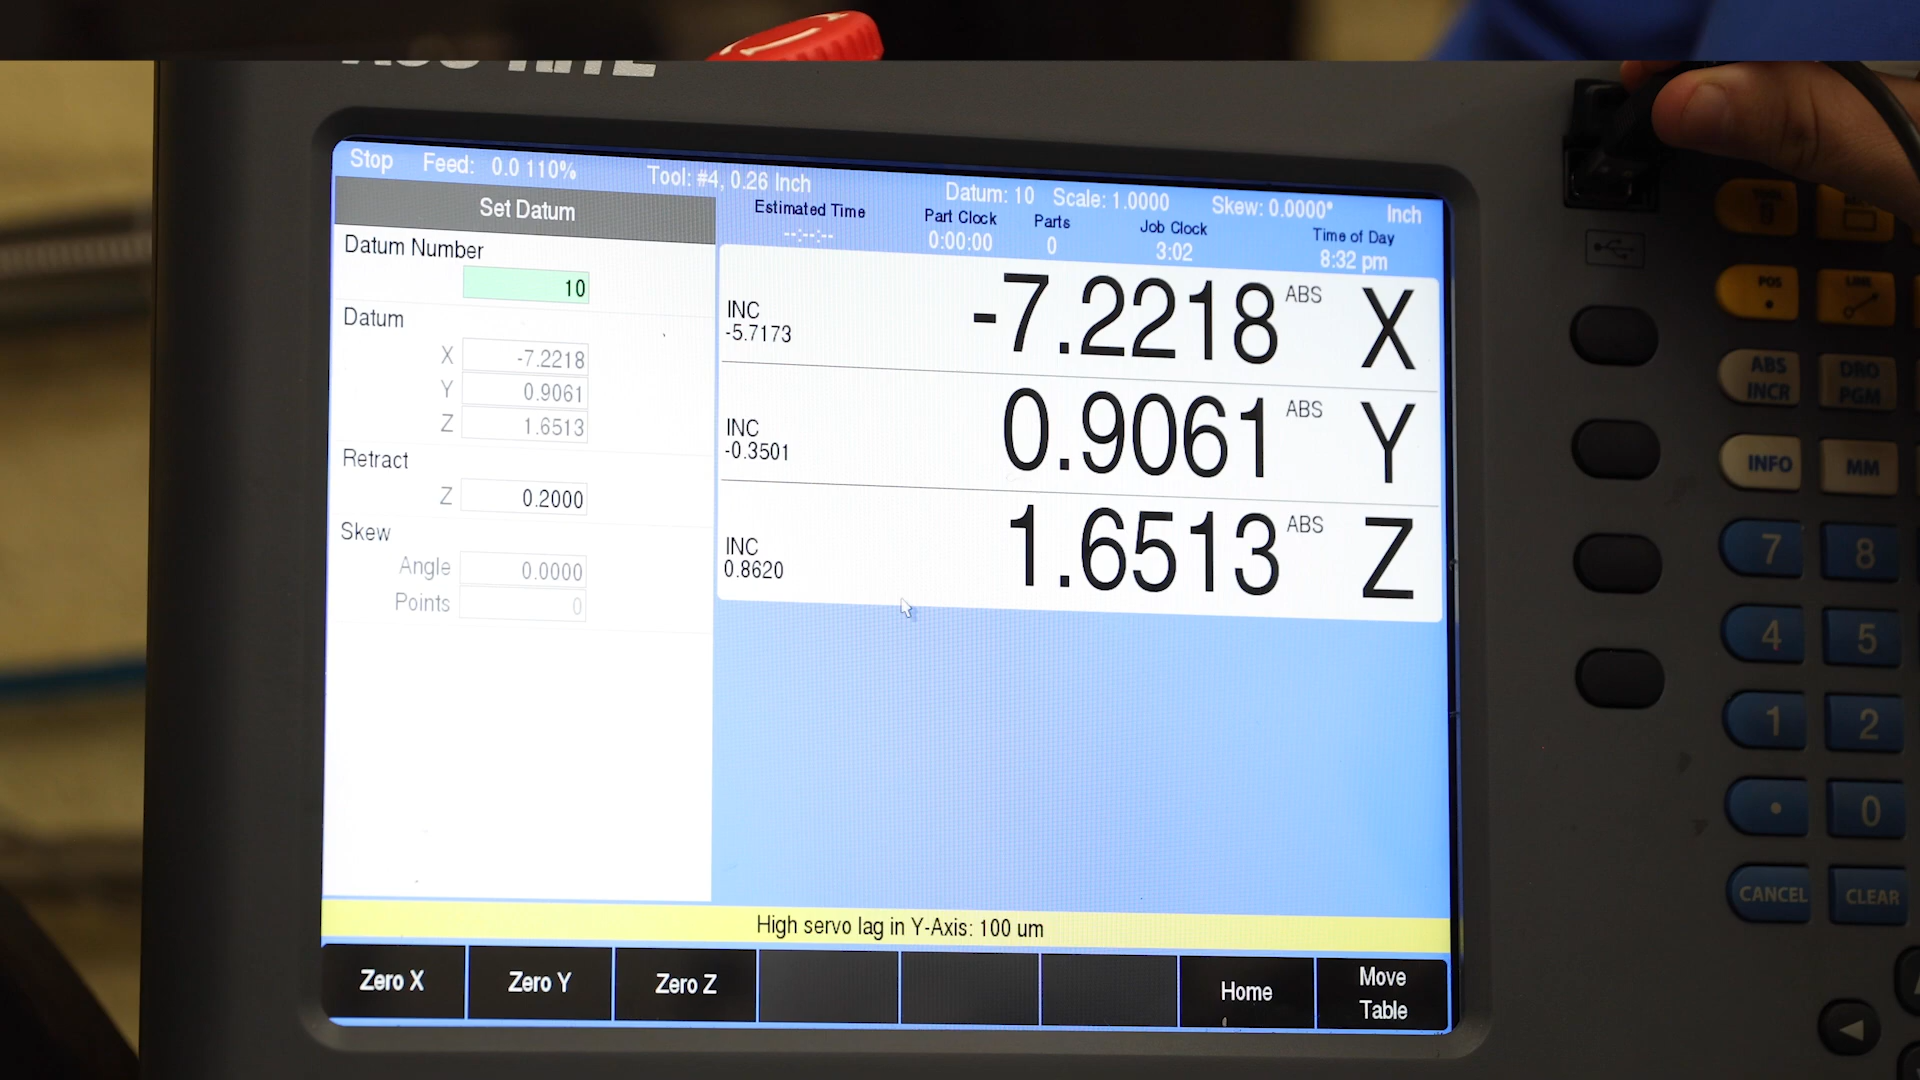 Stop Feed: 0.0 110% Tool: #4, 0.26 Inch Datum: 10 Scale: 1.0000 Skew: 0.0000° Inch
Estimated Time Part Clock Parts Job Clock Time of Day
--:--:-- 0:00:00 0 3:02 8:32 pm
Set Datum
Datum Number
10
Datum
X -7.2218
Y 0.9061
Z 1.6513
Retract
Z 0.2000
Skew
Angle 0.0000
Points 0
INC
-5.7173
-7.2218 ABS X
INC
-0.3501
0.9061 ABS Y
INC
0.8620
1.6513 ABS Z
High servo lag in Y-Axis: 100 um
Zero X Zero Y Zero Z Home Move Table
POS LINE
ABS INCR DRO PGM
INFO MM
7 8
4 5
1 2
. 0
CANCEL CLEAR